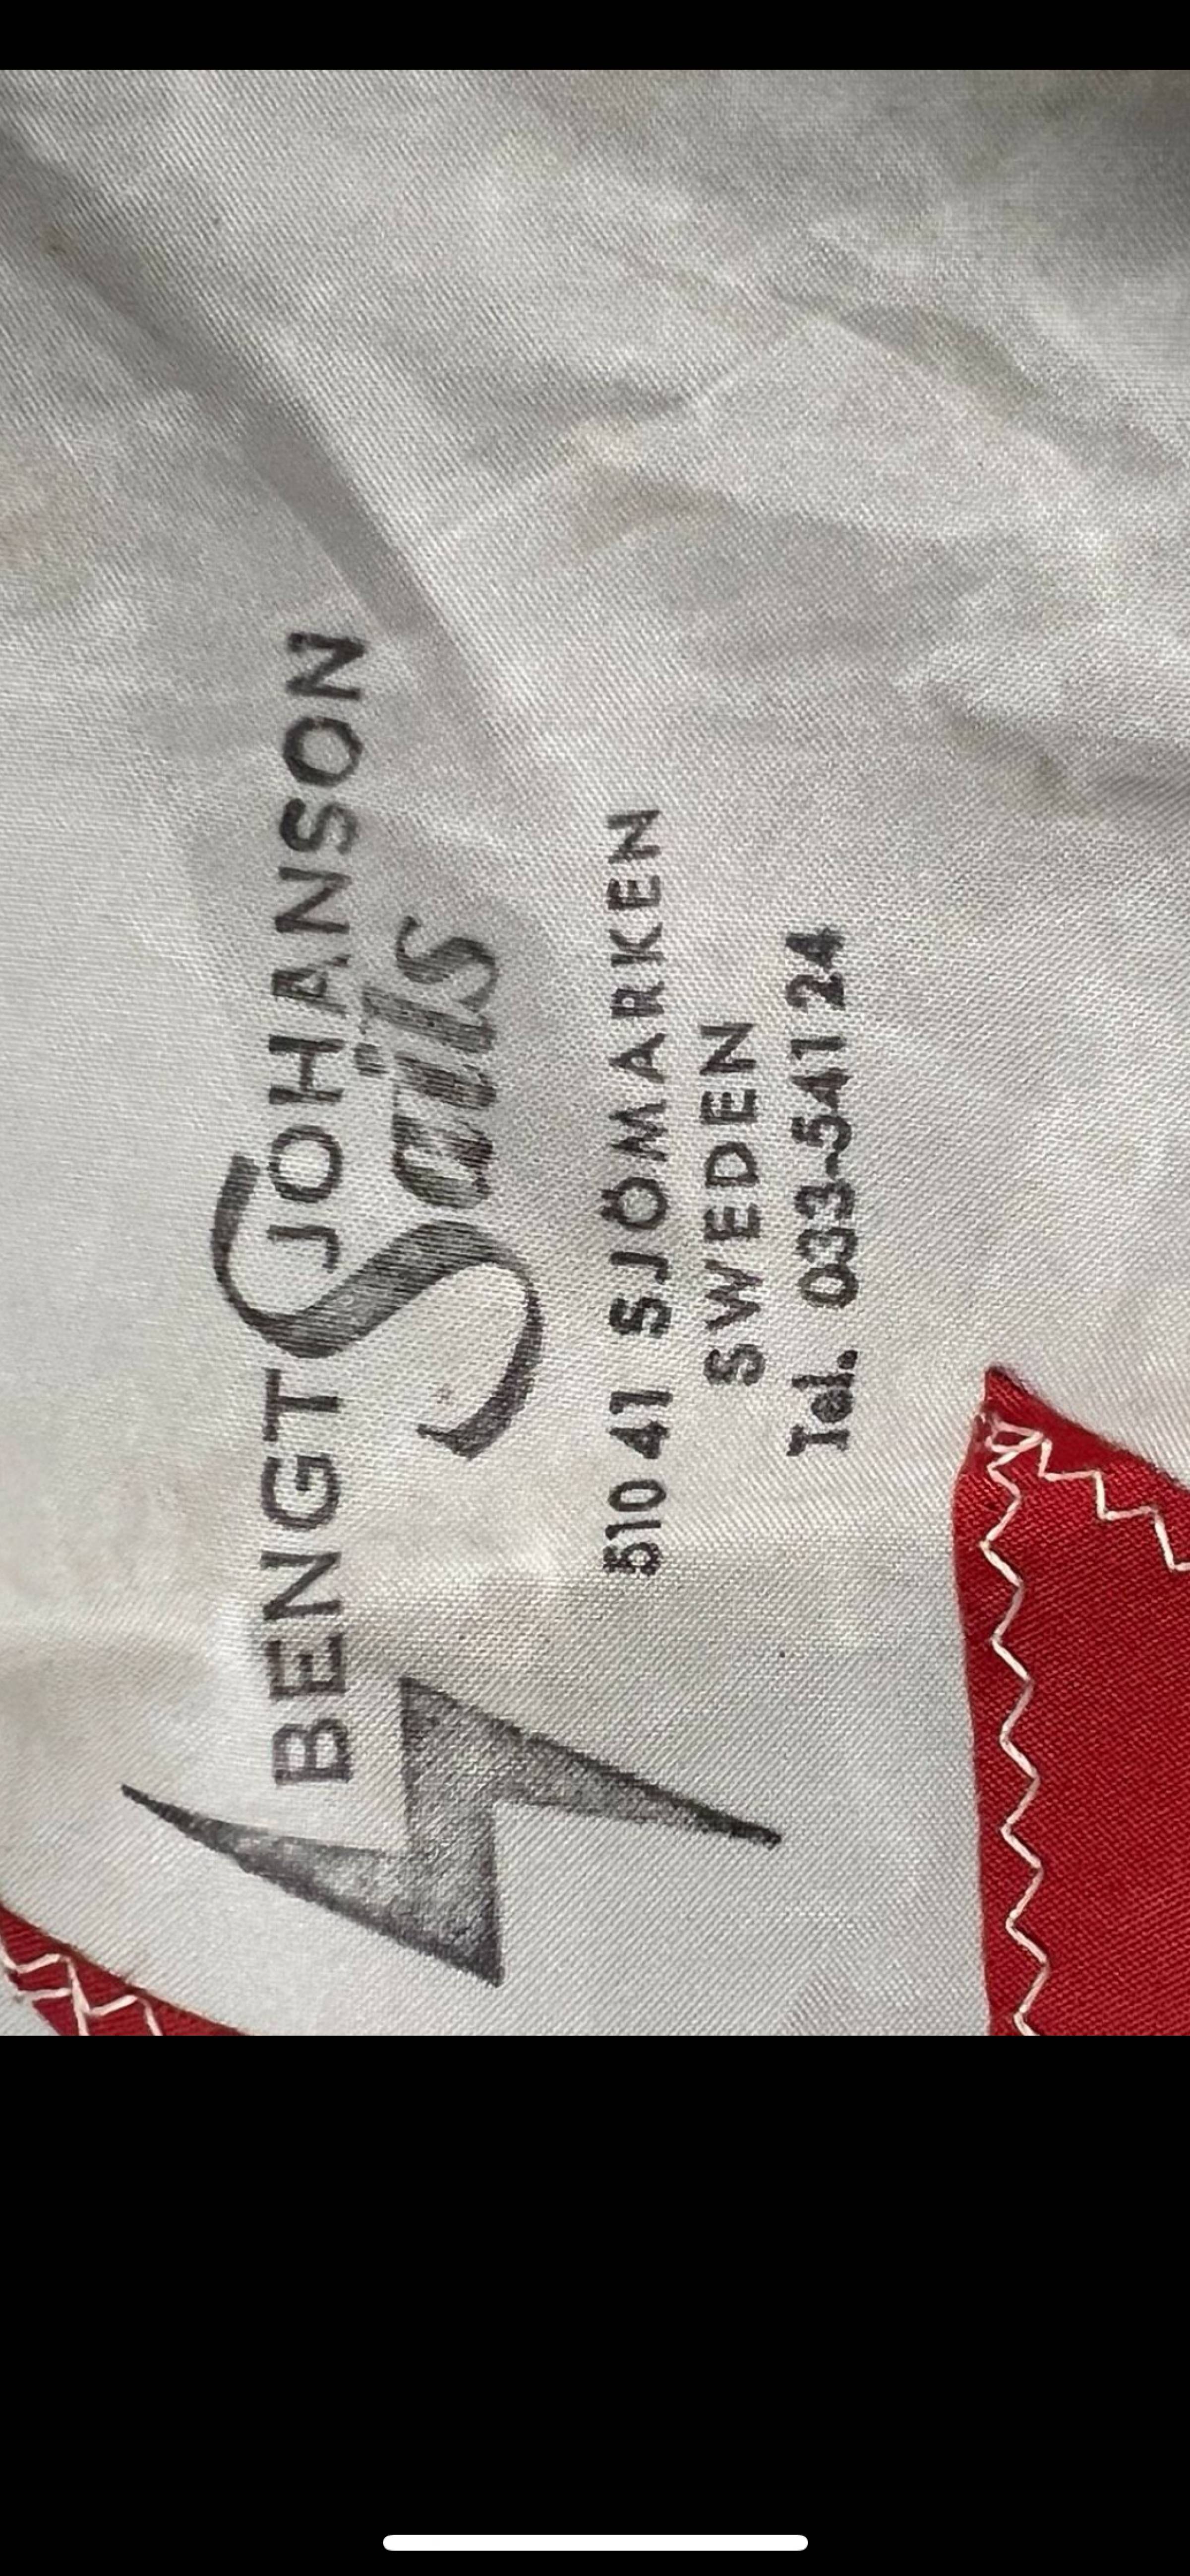 BENGT JOHANSON
Sails
510 41 SJÖMARKEN
SWEDEN
Tel. 033-541 24